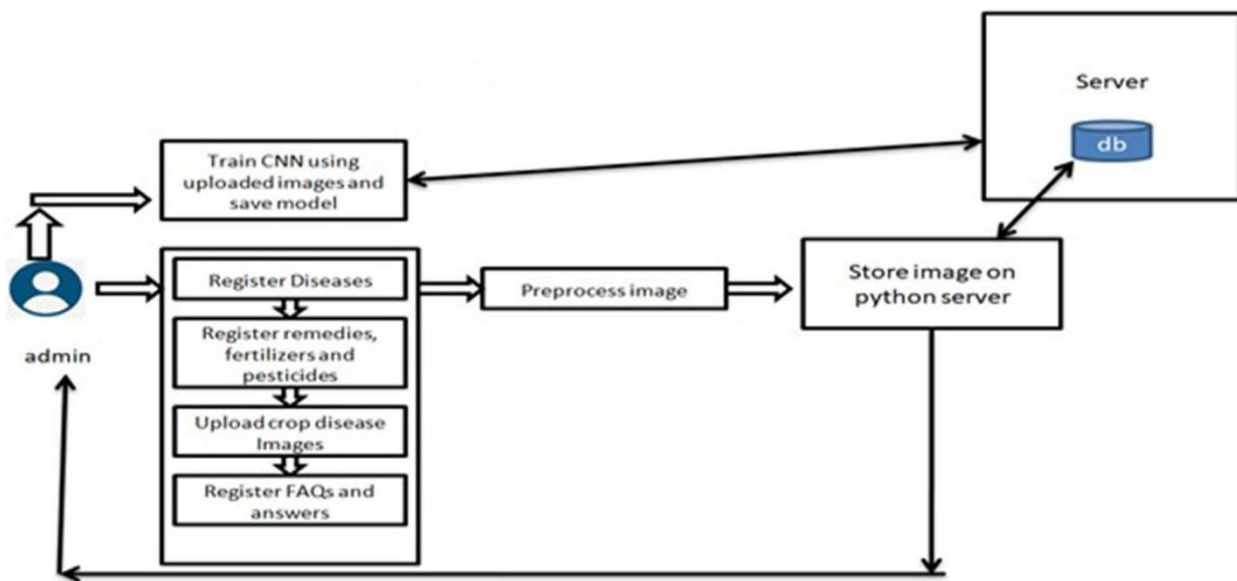 Server
db
Train CNN using
uploaded images and
save model
admin
Register Diseases
Register remedies,
fertilizers and
pesticides
Upload crop disease
Images
Register FAQs and
answers
Preprocess image
Store image on
python server